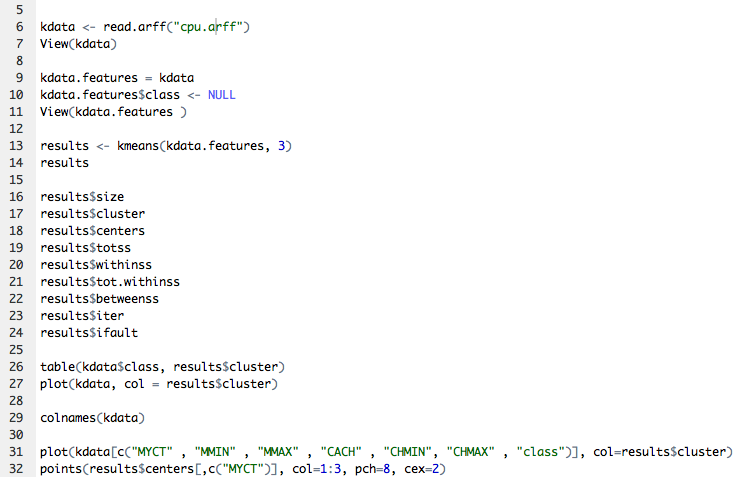 5
6 kdata <- read.arff("cpu.arff")
7 View(kdata)
8
9 kdata.features = kdata
10 kdata.features$class <- NULL
11 View(kdata.features )
12
13 results <- kmeans(kdata.features, 3)
14 results
15
16 results$size
17 results$cluster
18 results$centers
19 results$totss
20 results$withinss
21 results$tot.withinss
22 results$betweenss
23 results$iter
24 results$ifault
25
26 table(kdata$class, results$cluster)
27 plot(kdata, col = results$cluster)
28
29 colnames(kdata)
30
31 plot(kdata[c("MYCT" , "MMIN" , "MMAX" , "CACH" , "CHMIN", "CHMAX" , "class")], col=results$cluster)
32 points(results$centers[,c("MYCT")], col=1:3, pch=8, cex=2)